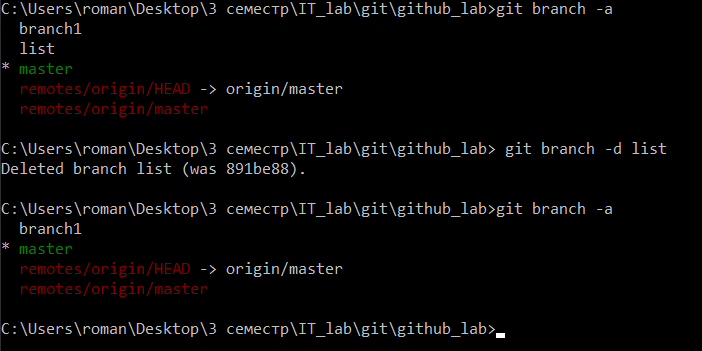 C:\Users\roman\Desktop\3 семестр\IT_lab\git\github_lab>git branch -a
  branch1
  list
* master
  remotes/origin/HEAD -> origin/master
  remotes/origin/master
C:\Users\roman\Desktop\3 семестр\IT_lab\git\github_lab> git branch -d list
Deleted branch list (was 891be88).
C:\Users\roman\Desktop\3 семестр\IT_lab\git\github_lab>git branch -a
  branch1
* master
  remotes/origin/HEAD -> origin/master
  remotes/origin/master
C:\Users\roman\Desktop\3 семестр\IT_lab\git\github_lab>